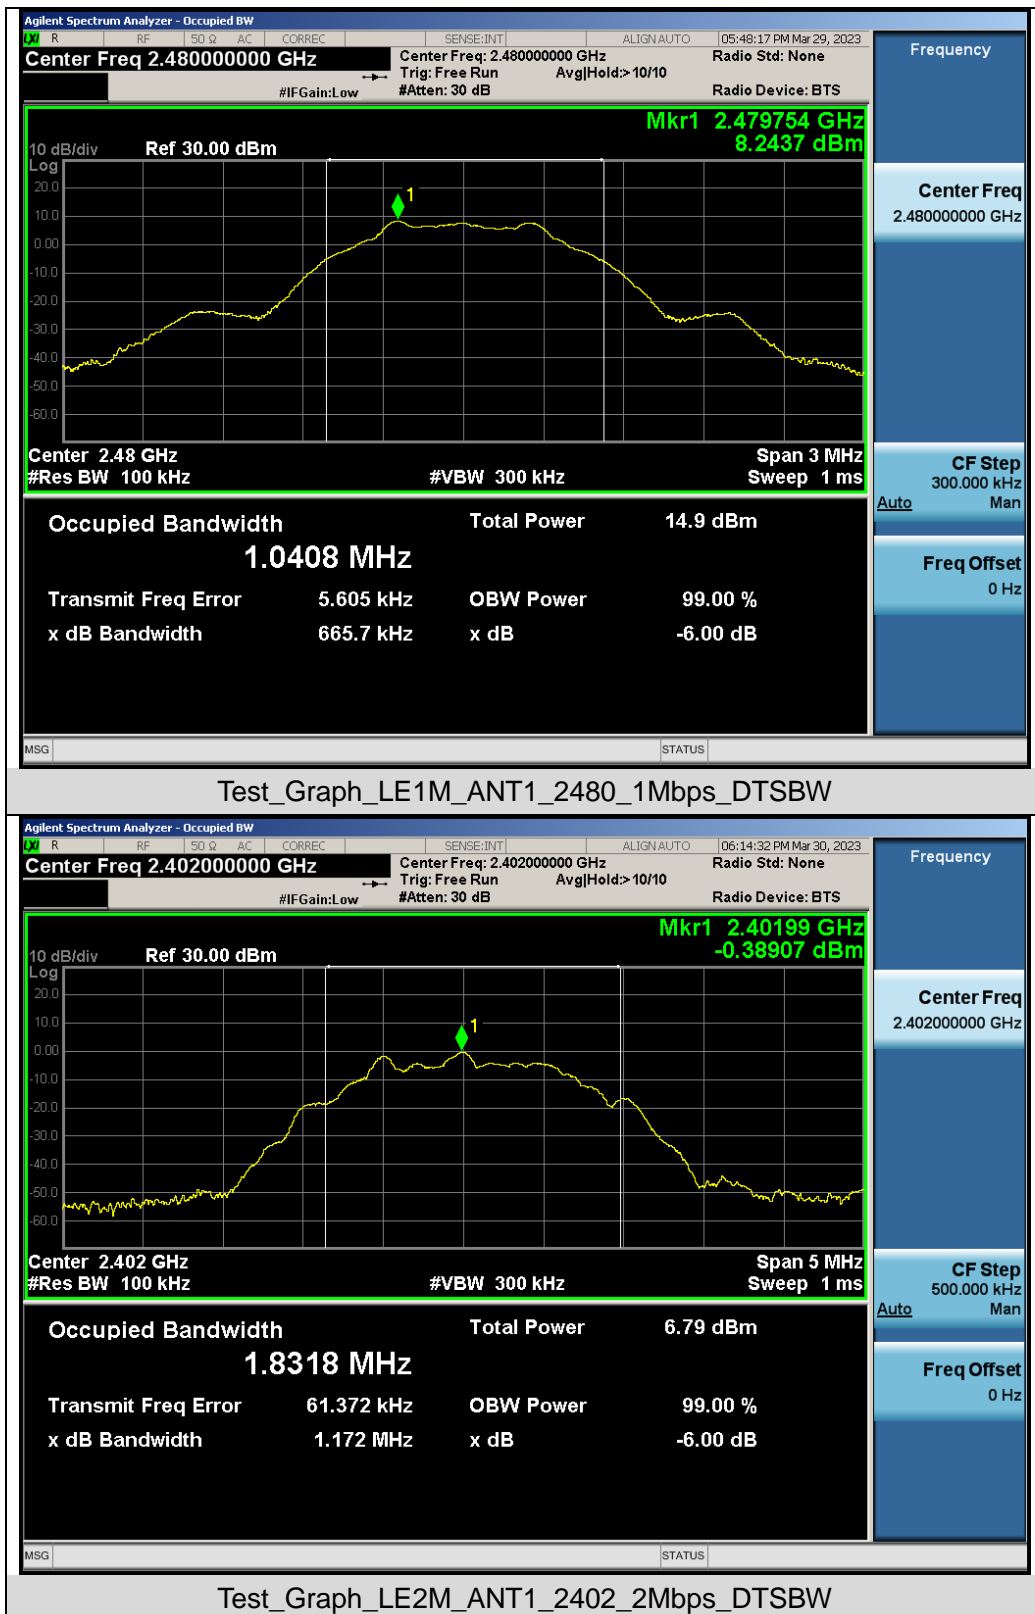 Agilent Spectrum Analyzer - Occupied BW
LXI R RF 50 Ω AC CORREC SENSE:INT ALIGN AUTO 05:48:17 PM Mar 29, 2023
Center Freq 2.480000000 GHz
Center Freq: 2.480000000 GHz
Radio Std: None
Trig: Free Run Avg|Hold:> 10/10
#IFGain:Low
#Atten: 30 dB
Radio Device: BTS
Frequency
Mkr1 2.479754 GHz
8.2437 dBm
10 dB/div Ref 30.00 dBm
Log
20.0
10.0
0.00
-10.0
-20.0
-30.0
-40.0
-50.0
-60.0
1
Center 2.48 GHz Span 3 MHz
#Res BW 100 kHz #VBW 300 kHz Sweep 1 ms
Center Freq
2.480000000 GHz
CF Step
300.000 kHz
Auto Man
Freq Offset
0 Hz
Occupied Bandwidth Total Power 14.9 dBm
1.0408 MHz
Transmit Freq Error 5.605 kHz OBW Power 99.00 %
x dB Bandwidth 665.7 kHz x dB -6.00 dB
MSG STATUS
Test_Graph_LE1M_ANT1_2480_1Mbps_DTSBW
Agilent Spectrum Analyzer - Occupied BW
LXI R RF 50 Ω AC CORREC SENSE:INT ALIGN AUTO 06:14:32 PM Mar 30, 2023
Center Freq 2.402000000 GHz
Center Freq: 2.402000000 GHz
Radio Std: None
Trig: Free Run Avg|Hold:> 10/10
#IFGain:Low
#Atten: 30 dB
Radio Device: BTS
Frequency
Mkr1 2.40199 GHz
-0.38907 dBm
10 dB/div Ref 30.00 dBm
Log
20.0
10.0
0.00
-10.0
-20.0
-30.0
-40.0
-50.0
-60.0
1
Center 2.402 GHz Span 5 MHz
#Res BW 100 kHz #VBW 300 kHz Sweep 1 ms
Center Freq
2.402000000 GHz
CF Step
500.000 kHz
Auto Man
Freq Offset
0 Hz
Occupied Bandwidth Total Power 6.79 dBm
1.8318 MHz
Transmit Freq Error 61.372 kHz OBW Power 99.00 %
x dB Bandwidth 1.172 MHz x dB -6.00 dB
MSG STATUS
Test_Graph_LE2M_ANT1_2402_2Mbps_DTSBW